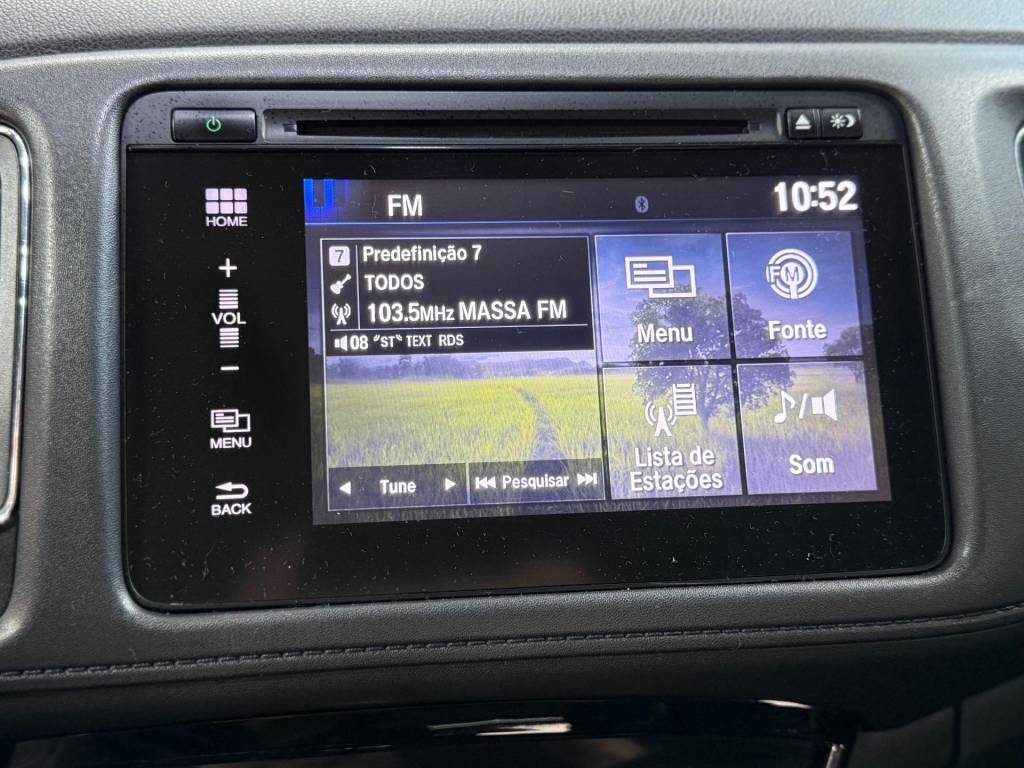 HOME
+
VOL
-
MENU
BACK
FM
10:52
7 Predefinição 7
TODOS
103.5MHz MASSA FM
08 "ST" TEXT RDS
Tune
Pesquisar
Menu
FM
Fonte
Lista de
Estações
Som